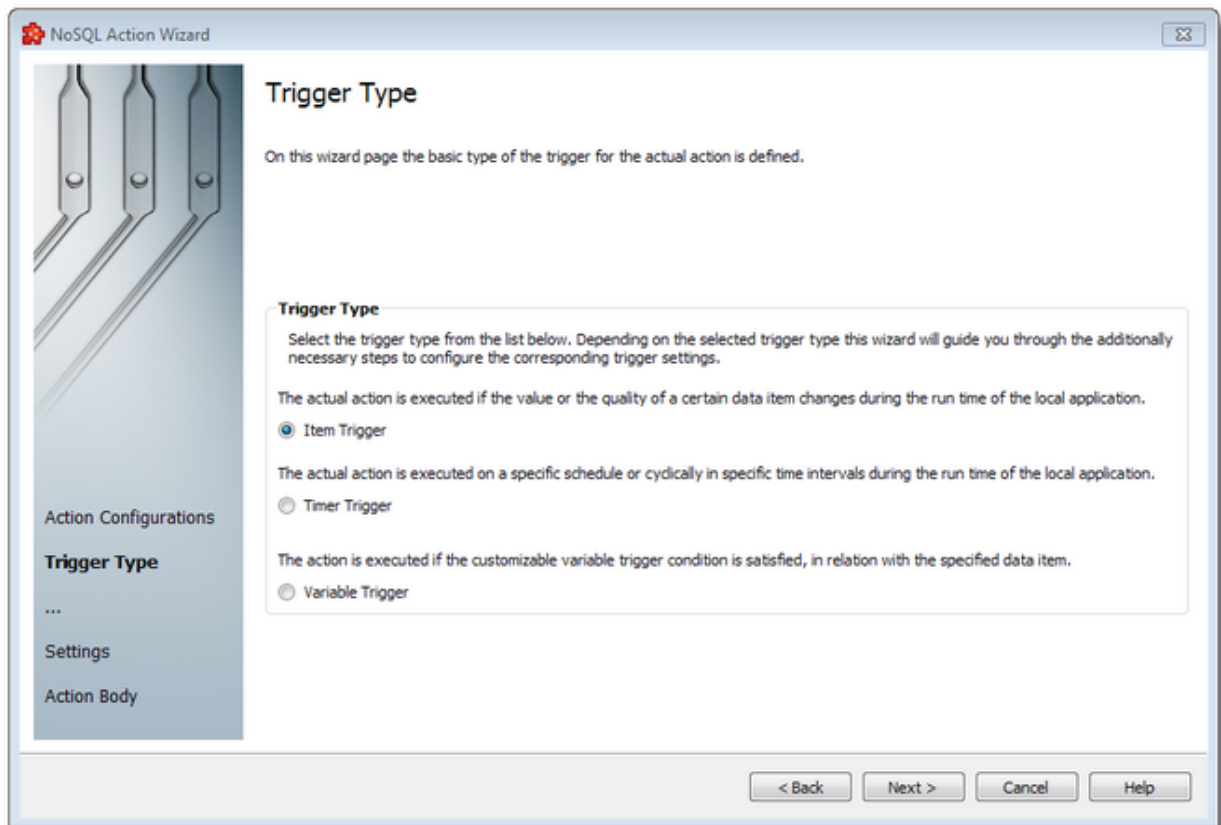 NoSQL Action Wizard
Trigger Type
On this wizard page the basic type of the trigger for the actual action is defined.
Trigger Type
Select the trigger type from the list below. Depending on the selected trigger type this wizard will guide you through the additionally
necessary steps to configure the corresponding trigger settings.
The actual action is executed if the value or the quality of a certain data item changes during the run time of the local application.
Item Trigger
The actual action is executed on a specific schedule or cyclically in specific time intervals during the run time of the local application.
Timer Trigger
The action is executed if the customizable variable trigger condition is satisfied, in relation with the specified data item.
Variable Trigger
Action Configurations
Trigger Type
...
Settings
Action Body
< Back
Next >
Cancel
Help